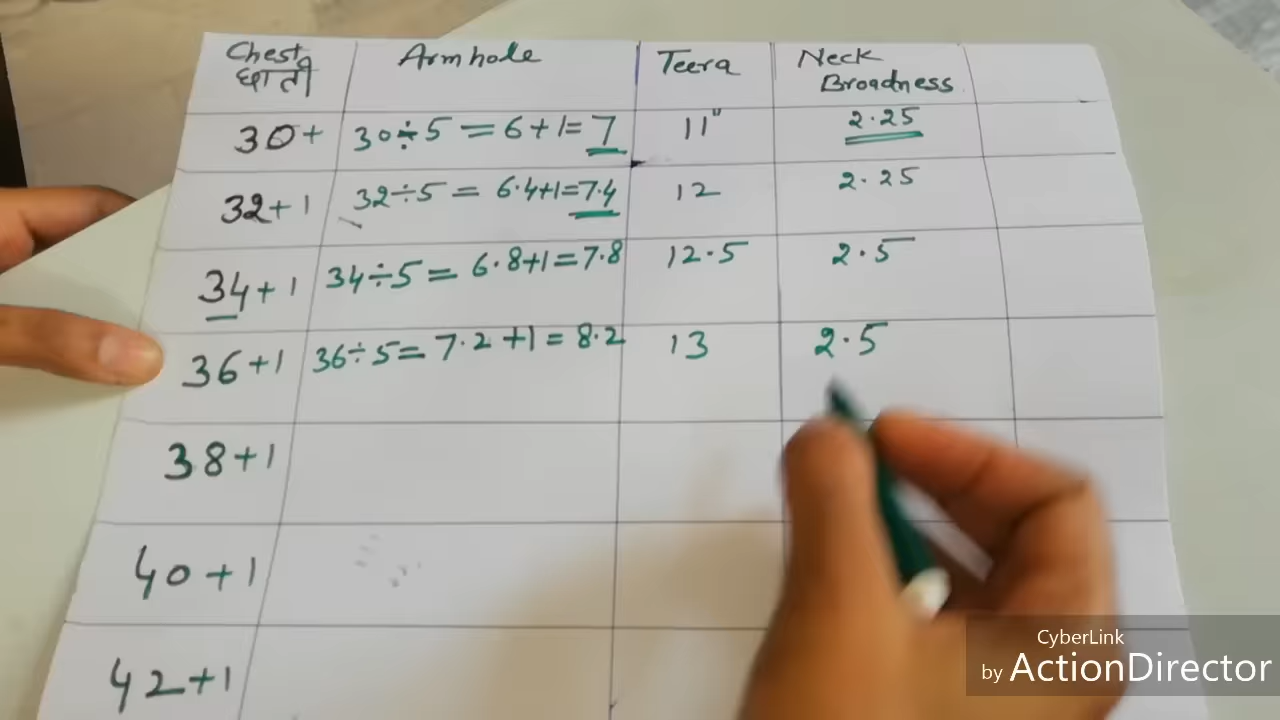 Chest Armhole Teera Neck
छाती Broadness
30+ 30÷5 = 6+1= 7 11" 2.25
32+1 32÷5 = 6.4+1=7.4 12 2.25
34+1 34÷5 = 6.8+1=7.8 12.5 2.5
36+1 36÷5= 7.2 +1 = 8.2 13 2.5
38+1
40+1
42+1
CyberLink
by ActionDirector